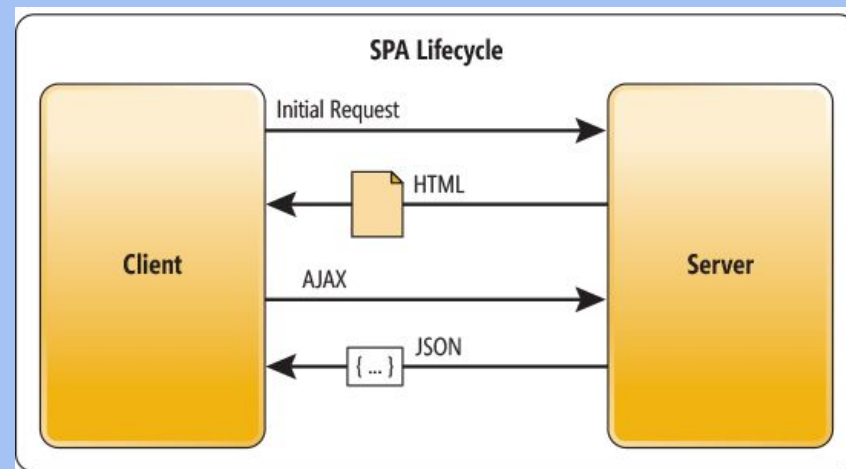 SPA Lifecycle
Initial Request
HTML
Client
Server
AJAX
JSON
{ ... }